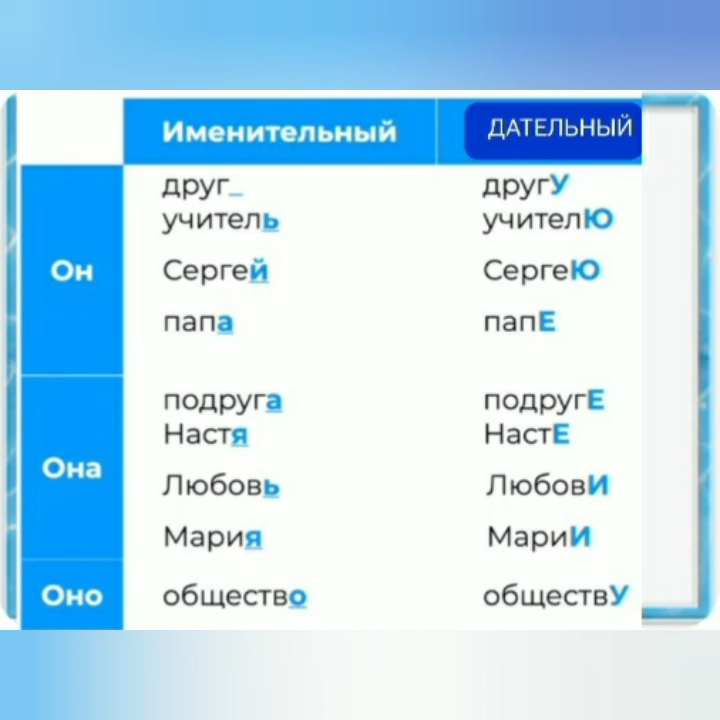 Именительный ДАТЕЛЬНЫЙ
Он
друг_ другУ
учитель учителЮ
Сергей СергеЮ
папа папЕ
Она
подруга подругЕ
Настя НастЕ
Любовь ЛюбовИ
Мария МариИ
Оно
общество обществУ